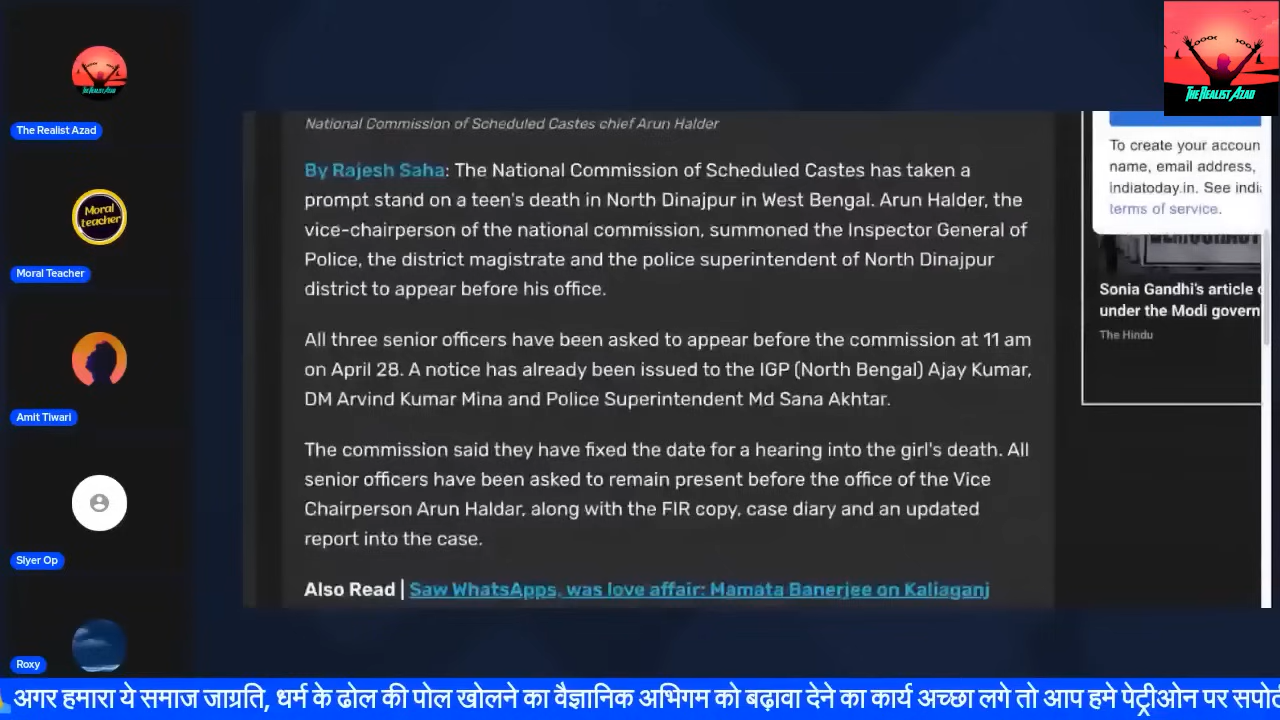 The Realist Azad
Moral
teacher
Moral Teacher
Amit Tiwari
Slyer Op
Roxy
National Commission of Scheduled Castes chief Arun Halder
By Rajesh Saha: The National Commission of Scheduled Castes has taken a
prompt stand on a teen's death in North Dinajpur in West Bengal. Arun Halder, the
vice-chairperson of the national commission, summoned the Inspector General of
Police, the district magistrate and the police superintendent of North Dinajpur
district to appear before his office.
All three senior officers have been asked to appear before the commission at 11 am
on April 28. A notice has already been issued to the IGP (North Bengal) Ajay Kumar,
DM Arvind Kumar Mina and Police Superintendent Md Sana Akhtar.
The commission said they have fixed the date for a hearing into the girl's death. All
senior officers have been asked to remain present before the office of the Vice
Chairperson Arun Haldar, along with the FIR copy, case diary and an updated
report into the case.
Also Read | Saw WhatsApps, was love affair: Mamata Banerjee on Kaliaganj
The Realist Azad
To create your accoun
name, email address,
indiatoday.in. See indi
terms of service.
Sonia Gandhi's article
under the Modi govern
The Hindu
अगर हमारा ये समाज जाग्रति, धर्म के ढोल की पोल खोलने का वैज्ञानिक अभिगम को बढ़ावा देने का कार्य अच्छा लगे तो आप हमे पेट्रीओन पर सपोर्ट